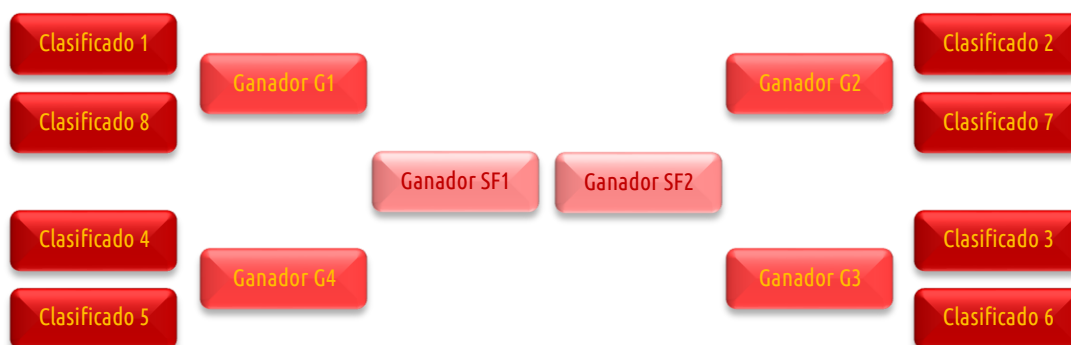 Clasificado 1
Clasificado 2
Ganador G1
Ganador G2
Clasificado 8
Clasificado 7
Ganador SF1
Ganador SF2
Clasificado 4
Clasificado 3
Ganador G4
Ganador G3
Clasificado 5
Clasificado 6